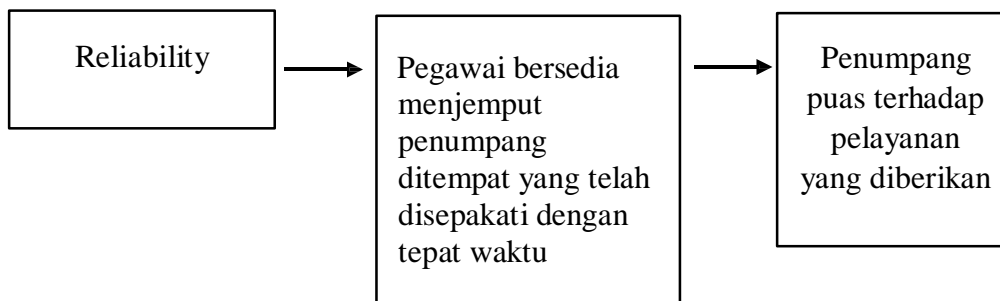 Reliability
Pegawai bersedia
menjemput
penumpang
ditempat yang telah
disepakati dengan
tepat waktu
Penumpang
puas terhadap
pelayanan
yang diberikan